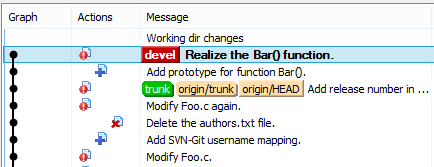 Graph Actions Message
Working dir changes
devel Realize the Bar() function.
Add prototype for function Bar().
trunk origin/trunk origin/HEAD Add release number in ...
Modify Foo.c again.
Delete the authors.txt file.
Add SVN-Git username mapping.
Modify Foo.c.